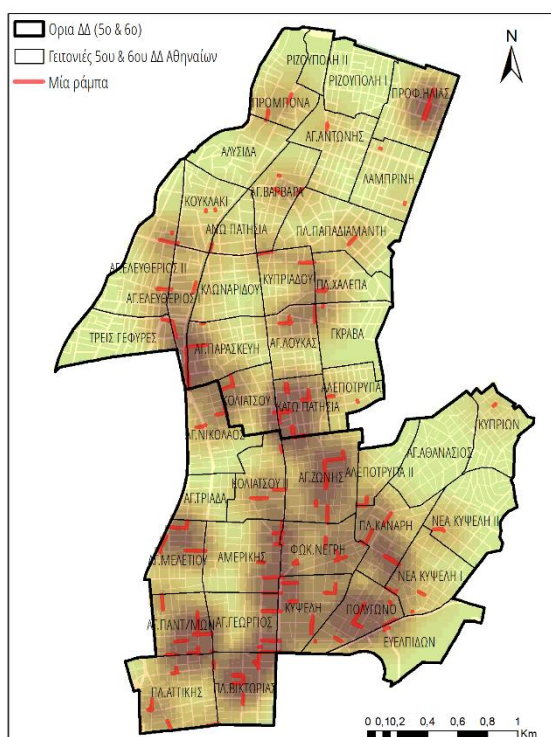 Ορια ΔΔ (5ο & 6ο)
Γειτονιές 5ου & 6ου ΔΔ Αθηναίων
Μία ράμπα
N
ΡΙΖΟΥΠΟΛΗ ΙΙ
ΡΙΖΟΥΠΟΛΗ Ι
ΠΡΟΦ.ΗΛΙΑΣ
ΠΡΟΜΠΟΝΑ
ΑΓ.ΑΝΤΩΝΗΣ
ΑΛΥΣΙΔΑ
ΛΑΜΠΡΙΝΗ
ΑΓ.ΒΑΡΒΑΡΑ
ΚΟΥΚΛΑΚΙ
ΑΝΩ ΠΑΤΗΣΙΑ
ΠΛ.ΠΑΠΑΔΙΑΜΑΝΤΗ
ΑΓ.ΕΛΕΥΘΕΡΙΟΣ ΙΙ
ΚΛΩΝΑΡΙΔΟΥ
ΚΥΠΡΙΑΔΟΥ
ΠΛ.ΧΑΛΕΠΑ
ΑΓ.ΕΛΕΥΘΕΡΙΟΣ Ι
ΤΡΕΙΣ ΓΕΦΥΡΕΣ
ΑΓ.ΠΑΡΑΣΚΕΥΗ
ΑΓ.ΛΟΥΚΑΣ
ΓΚΡΑΒΑ
ΚΟΛΙΑΤΣΟΥ
ΚΑΤΩ ΠΑΤΗΣΙΑ
ΑΛΕΠΟΤΡΥΠΑ
ΚΥΠΡΙΩΝ
ΑΓ.ΝΙΚΟΛΑΟΣ
ΑΓ.ΑΘΑΝΑΣΙΟΣ
ΑΓ.ΖΩΝΗΣ
ΑΛΕΠΟΤΡΥΠΑ ΙΙ
ΚΟΛΙΑΤΣΟΥ ΙΙ
ΑΓ.ΤΡΙΑΔΑ
ΠΛ.ΚΑΝΑΡΗ
ΝΕΑ ΚΥΨΕΛΗ ΙΙ
ΑΓ.ΜΕΛΕΤΙΟΥ
ΑΜΕΡΙΚΗΣ
ΦΩΚ.ΝΕΓΡΗ
ΝΕΑ ΚΥΨΕΛΗ Ι
ΑΓ.ΠΑΝΤ/ΜΩΝ
ΑΓ.ΓΕΩΡΓΙΟΣ
ΚΥΨΕΛΗ
ΠΟΛΥΓΩΝΟ
ΕΥΕΛΠΙΔΩΝ
ΠΛ.ΑΤΤΙΚΗΣ
ΠΛ.ΒΙΚΤΩΡΙΑΣ
0 0,10,2 0,4 0,6 0,8 1
Km